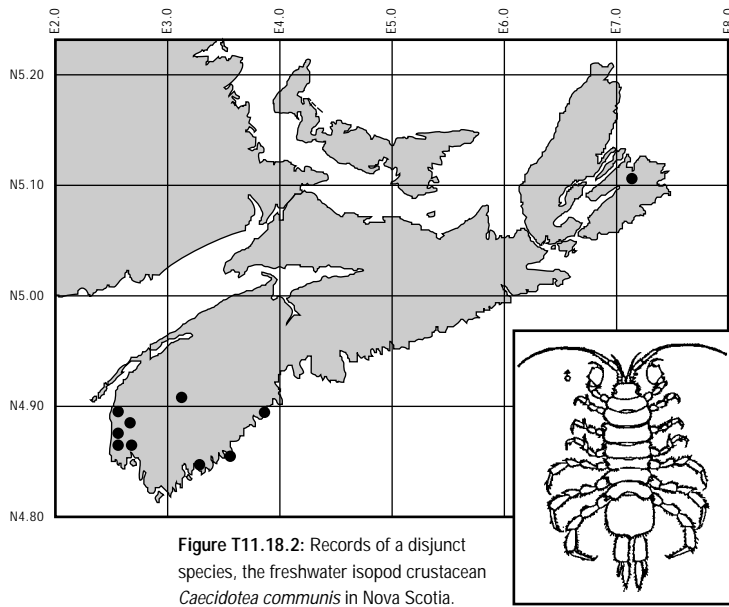 E2.0 E3.0 E4.0 E5.0 E6.0 E7.0 E8.0
N5.20
N5.10
N5.00
N4.90
N4.80
♂
Figure T11.18.2: Records of a disjunct
species, the freshwater isopod crustacean
Caecidotea communis in Nova Scotia.